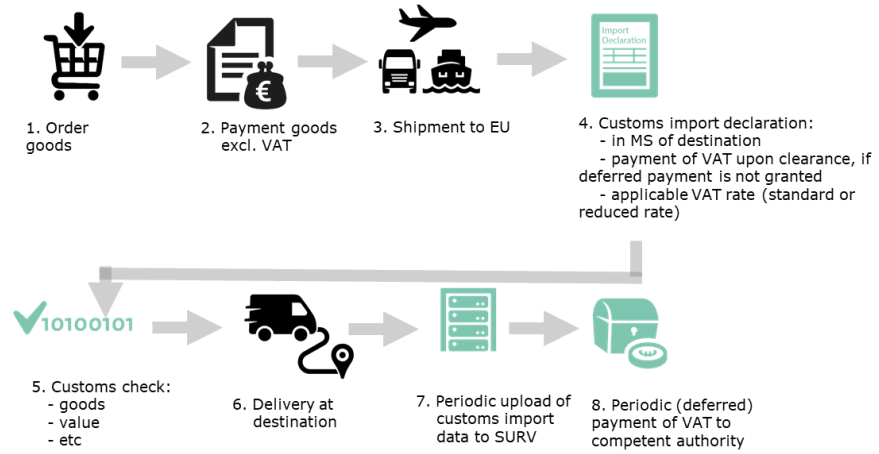 Import
Declaration
€
1. Order
goods
2. Payment goods
excl. VAT
3. Shipment to EU
4. Customs import declaration:
- in MS of destination
- payment of VAT upon clearance, if
deferred payment is not granted
- applicable VAT rate (standard or
reduced rate)
10100101
5. Customs check:
- goods
- value
- etc
6. Delivery at
destination
7. Periodic upload of
customs import
data to SURV
8. Periodic (deferred)
payment of VAT to
competent authority